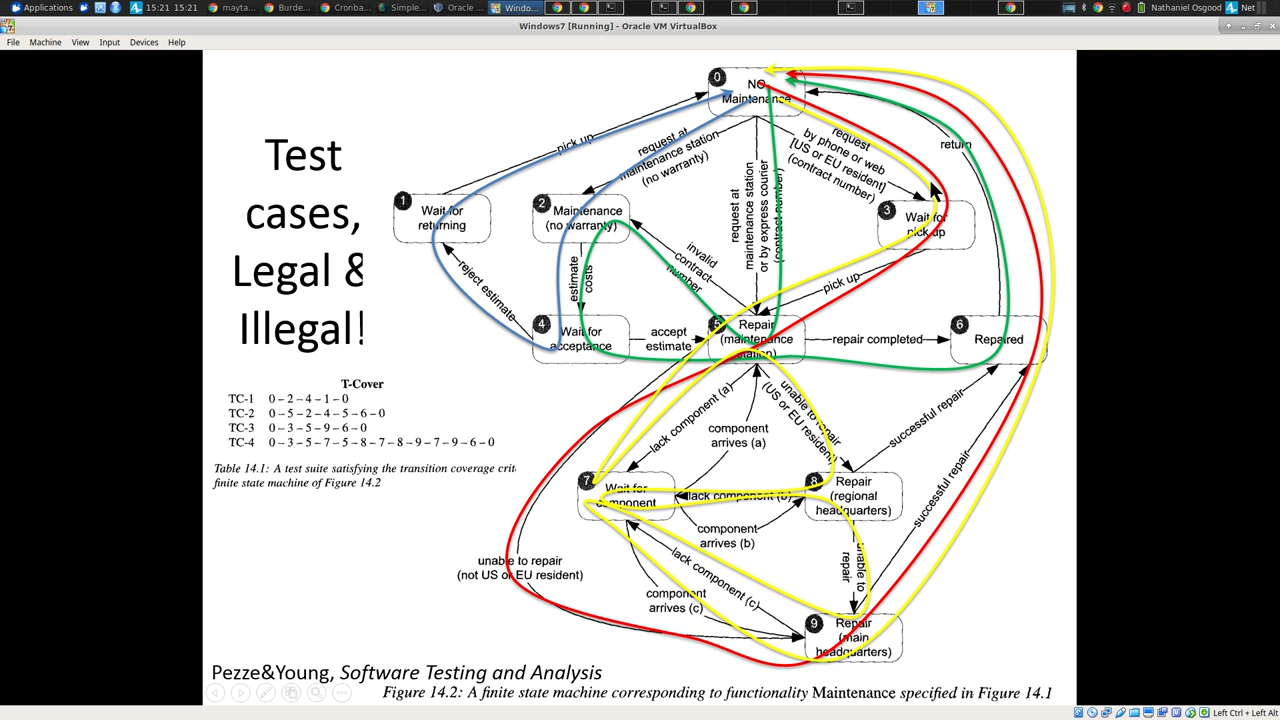 Applications
15:21 15:21
mayta...
Burde...
Cronba...
Simple...
Oracle ...
Windo...
Nathaniel Osgood
Net
Windows7 [Running] - Oracle VM VirtualBox
File Machine View Input Devices Help
Test
cases,
Legal &
Illegal!
T-Cover
TC-1 0 – 2 – 4 – 1 – 0
TC-2 0 – 5 – 2 – 4 – 5 – 6 – 0
TC-3 0 – 3 – 5 – 9 – 6 – 0
TC-4 0 – 3 – 5 – 7 – 5 – 8 – 7 – 8 – 9 – 7 – 9 – 6 – 0
Table 14.1: A test suite satisfying the transition coverage crite
finite state machine of Figure 14.2
0
NO
Maintenance
pick up
request at
maintenance station
(no warranty)
request at
maintenance station
or by express courier
(contract number)
request
by phone or web
[US or EU resident]
(contract number)
return
1
Wait for
returning
2
Maintenance
(no warranty)
3
Wait for
pick up
reject estimate
estimate
costs
invalid
contract
number
pick up
4
Wait for
acceptance
accept
estimate
5
Repair
(maintenance
station)
repair completed
6
Repaired
lack component (a)
component
arrives (a)
unable to repair
(US or EU resident)
successful repair
successful repair
7
Wait for
component
lack component (b)
component
arrives (b)
8
Repair
(regional
headquarters)
unable to repair
(not US or EU resident)
lack component (c)
component
arrives (c)
unable to
repair
9
Repair
(main
headquarters)
Pezze&Young, Software Testing and Analysis
Figure 14.2: A finite state machine corresponding to functionality Maintenance specified in Figure 14.1
Left Ctrl + Left Alt